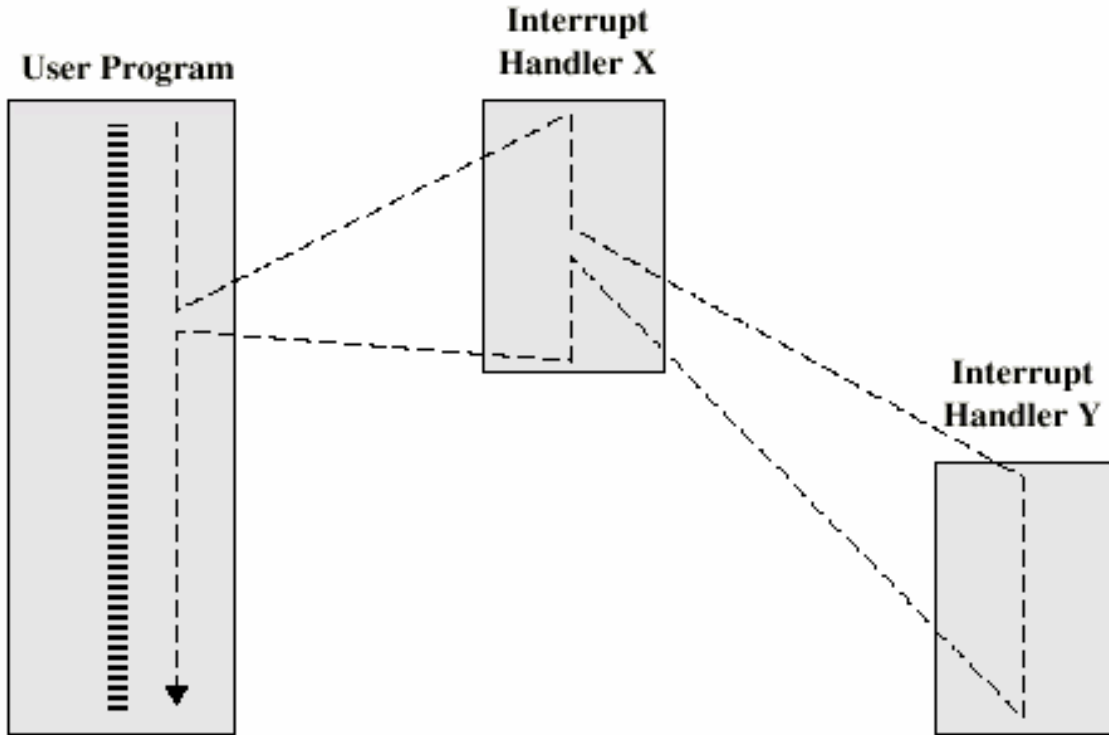 User Program
Interrupt
Handler X
Interrupt
Handler Y